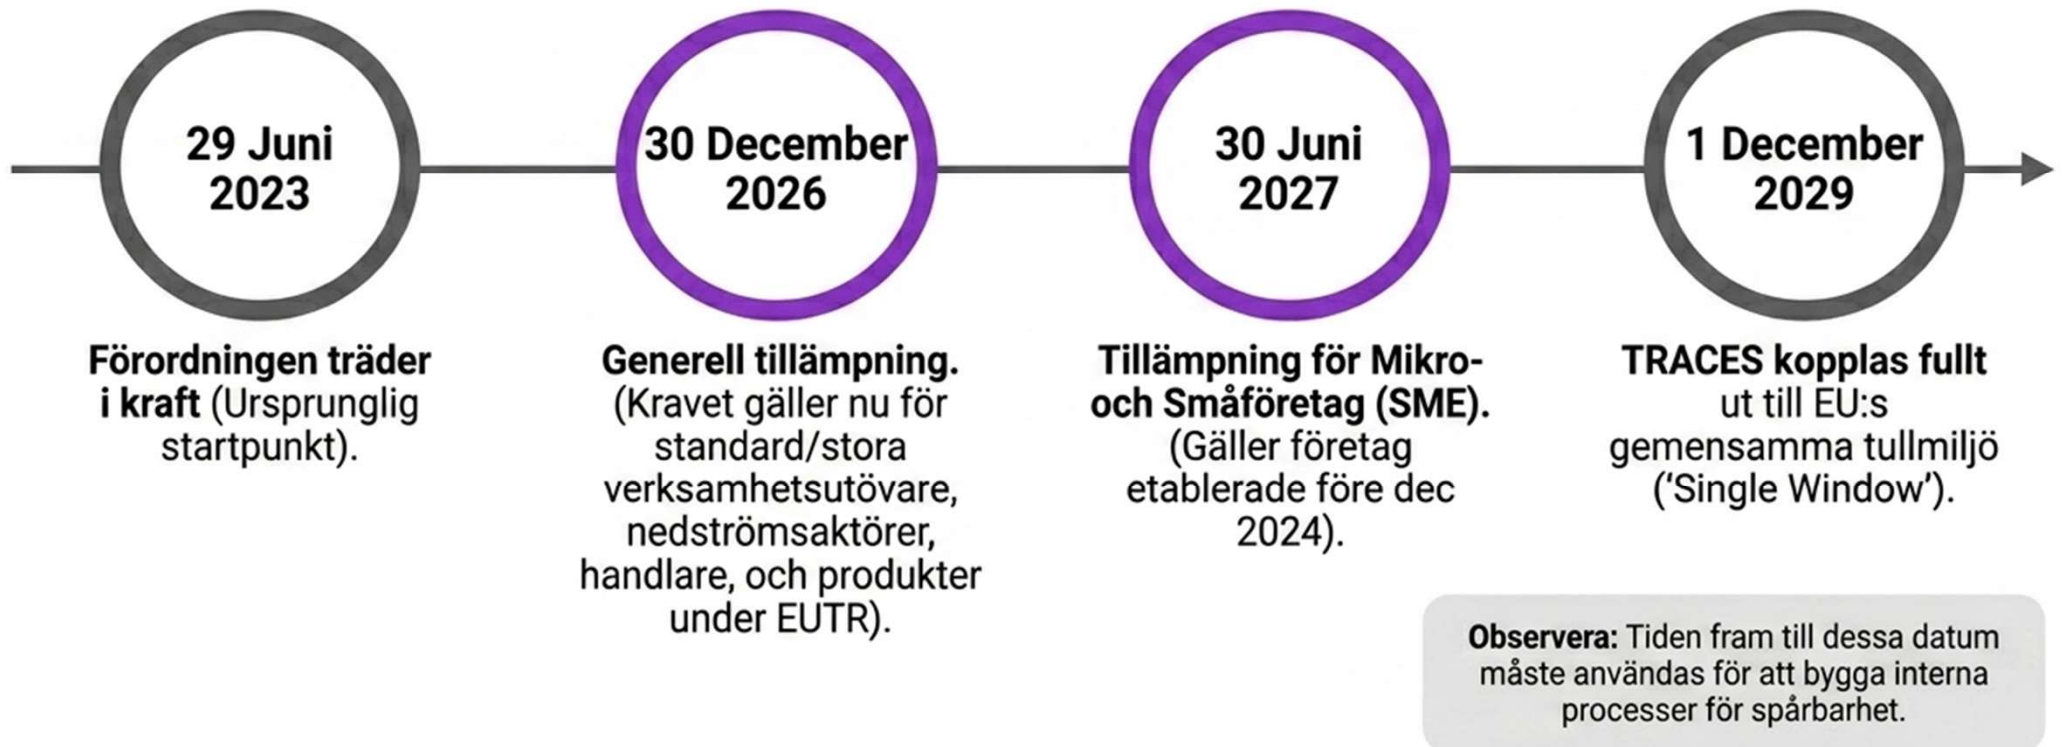 29 Juni
2023
30 December
2026
30 Juni
2027
1 December
2029
Förordningen träder
i kraft (Ursprunglig
startpunkt).
Generell tillämpning.
(Kravet gäller nu för
standard/stora
verksamhetsutövare,
nedströmsaktörer,
handlare, och produkter
under EUTR).
Tillämpning för Mikro-
och Småföretag (SME).
(Gäller företag
etablerade före dec
2024).
TRACES kopplas fullt
ut till EU:s
gemensamma tullmiljö
(‘Single Window’).
Observera: Tiden fram till dessa datum
måste användas för att bygga interna
processer för spårbarhet.